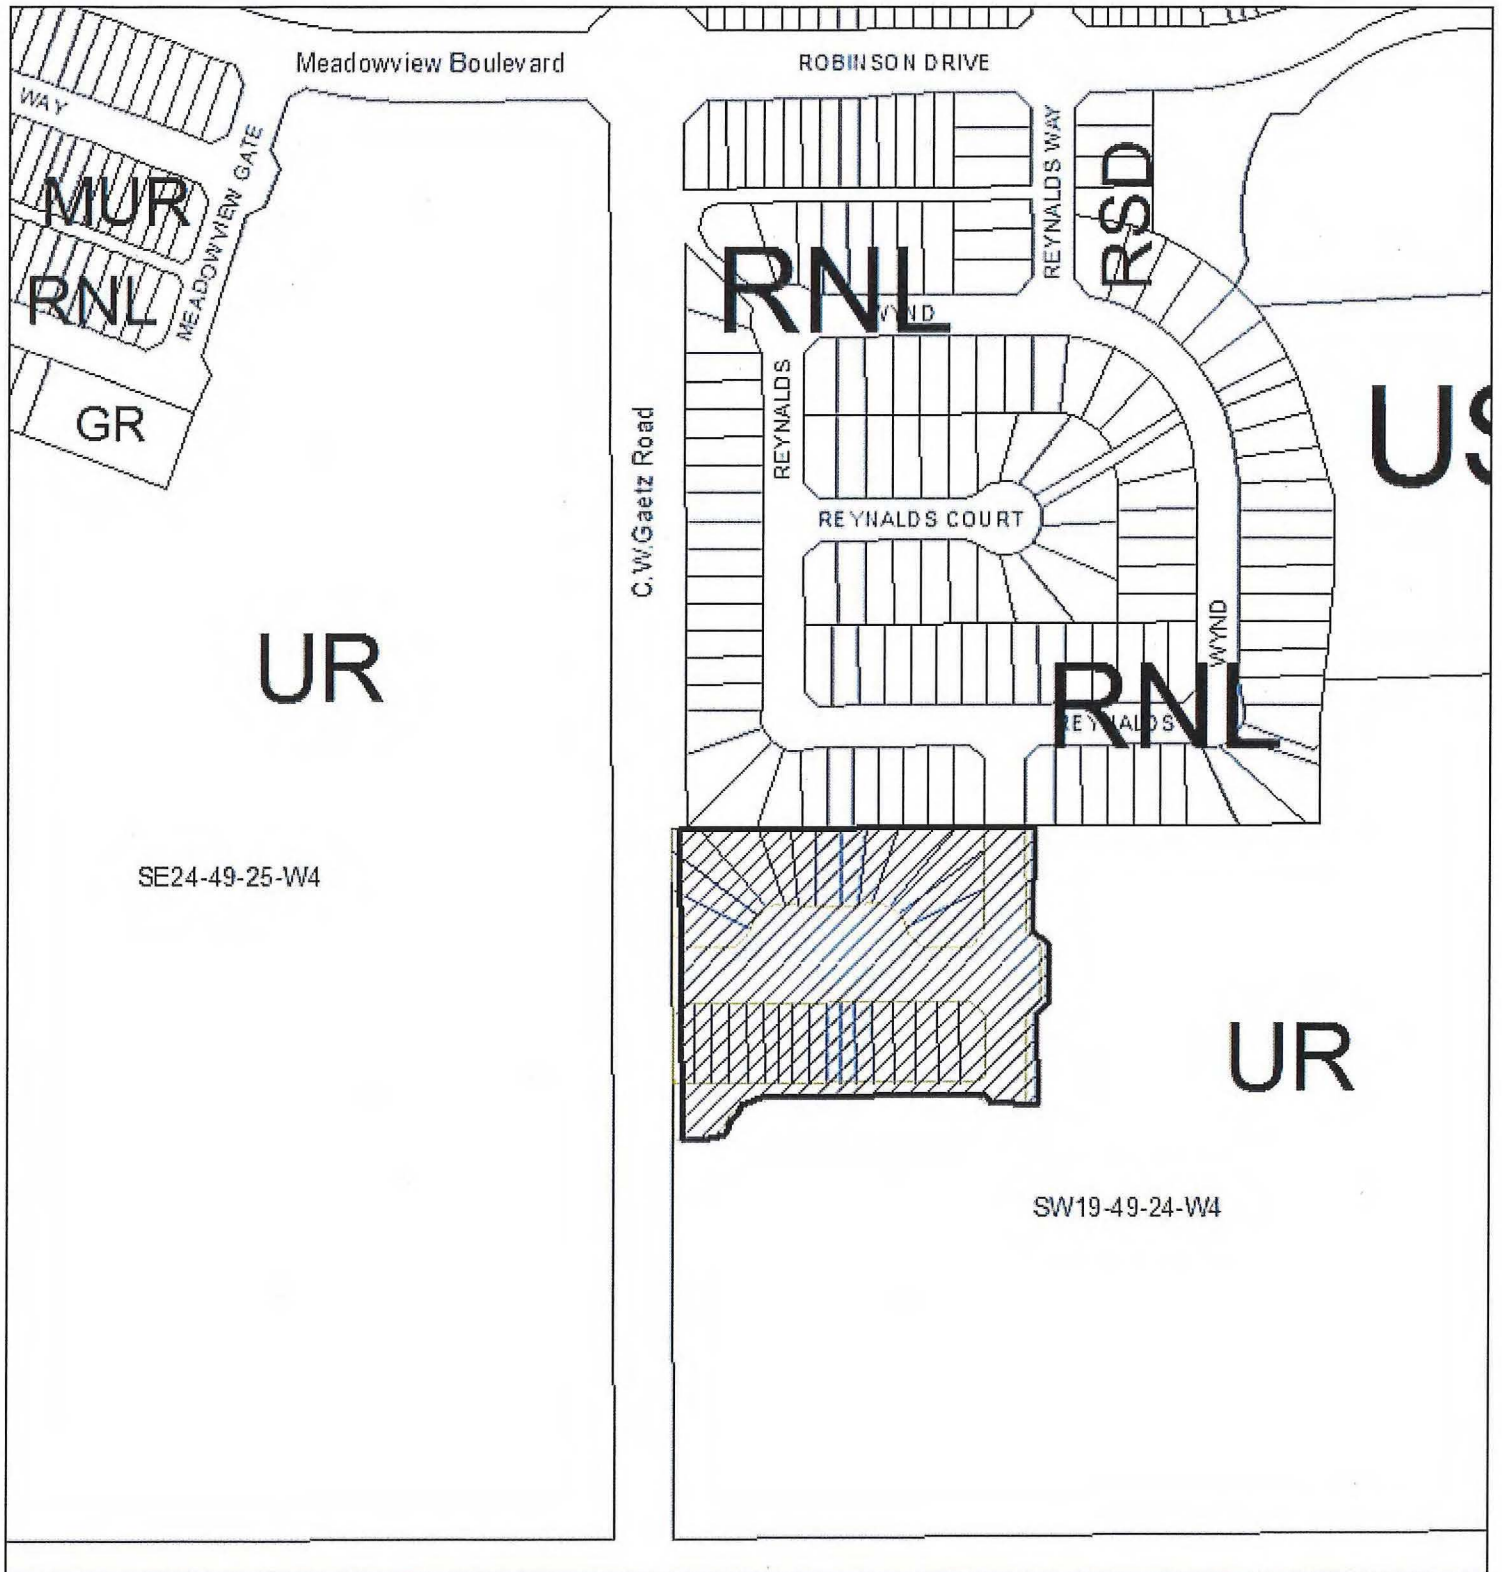 Meadowview Boulevard
ROBINSON DRIVE
WAY
MEADOWVIEW GATE
MUR
RNL
GR
REYNALDS WAY
RSD
RNL
WYND
REYNALDS
C.W.Gaetz Road
US
REYNALDS COURT
WYND
UR
RNL
REYNALDS
SE24-49-25-W4
UR
SW19-49-24-W4